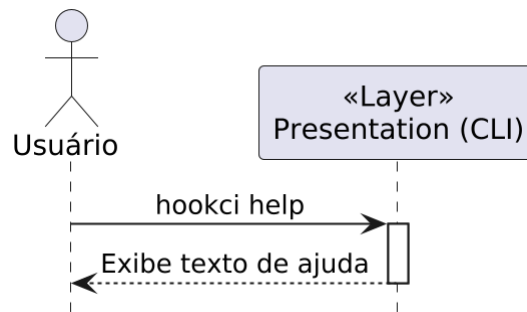 «Layer»
Presentation (CLI)
Usuário
hookci help
Exibe texto de ajuda